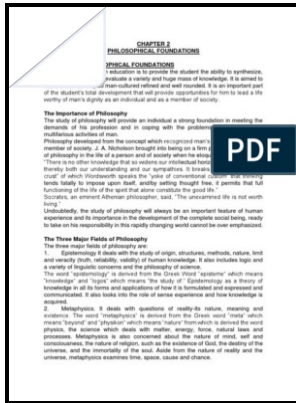 CHAPTER 2
PHILOSOPHICAL FOUNDATIONS
SOPHICAL FOUNDATIONS
education is to provide the student the ability to synthesize,
evaluate a variety and huge mass of knowledge. It is aimed to
man-cultured refined and well rounded. It is an important part
of the student's total development that will provide opportunities for him to lead a life
worthy of man's dignity as an individual and as a member of society.
The Importance of Philosophy
The study of philosophy will provide an individual a strong foundation in meeting the
demands of his profession and in coping with the problems
multifarious activities of man.
Philosophy developed from the concept which recognized man's
member of society. J. A. Nicholson brought into being on a firm
of philosophy in the life of a person and of society when he
"There is no other knowledge that so widens our intellectual
thereby both our understanding and our sympathies. It breaks
crust" of which Wordsworth speaks the "yoke of conventional custom" that thinking
tends fatally to impose upon itself, and by setting thought free, it permits that full
functioning of the life of the spirit that alone constitute the good life."
Socrates, an eminent Athenian philosopher, said, "The unexamined life is not worth
living."
Undoubtedly, the study of philosophy will always be an important feature of human
experience and its importance in the development of the complete social being, ready
to take on his responsibility in this rapidly changing world cannot be over emphasized.
The Three Major Fields of Philosophy
The three major fields of philosophy are:
1. Epistemology It deals with the study of origin, structures, methods, nature, limit
and veracity (truth, reliability, validity) of human knowledge. It also includes logic and
a variety of linguistic concerns and the philosophy of science.
The word "epistemology" is derived from the Greek Word "episteme" which means
"knowledge" and "logos" which means "the study of." Epistemology as a theory of
knowledge in all its forms and applications of how it is formulated and expressed and
communicated. It also looks into the role of sense experience and how knowledge is
acquired.
2. Metaphysics. It deals with questions of reality-its nature, meaning and
existence. The word "metaphysics" is derived from the Greek word "meta" which
means "beyond" and "physikon" which means "nature" from which is derived the word
physics, the science which deals with matter, energy, force, natural laws and
processes. Metaphysics is also concerned about the nature of mind, self and
consciousness, the nature of religion, such as the existence of God, the destiny of the
universe, and the immortality of the soul. Aside from the nature of reality and the
universe, metaphysics examines time, space, cause and chance.
PDF